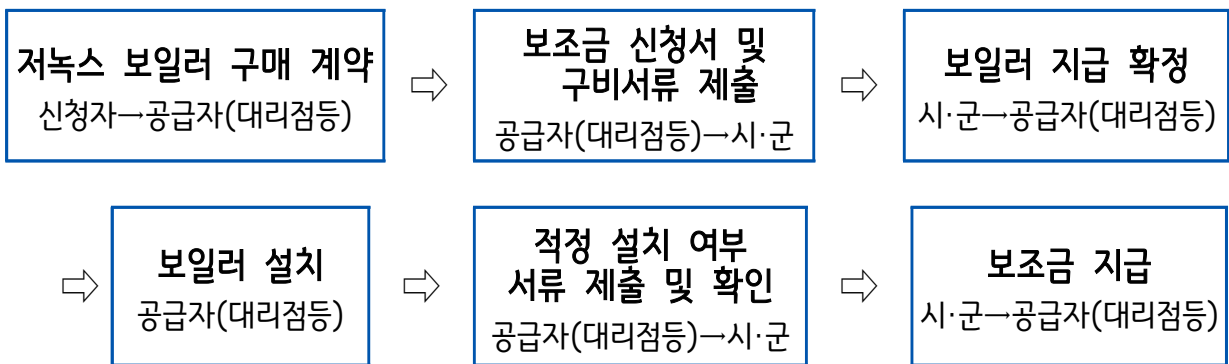 저녹스 보일러 구매 계약
신청자→공급자(대리점등)
⇨
보조금 신청서 및
구비서류 제출
공급자(대리점등)→시·군
⇨
보일러 지급 확정
시·군→공급자(대리점등)
⇨
보일러 설치
공급자(대리점등)
⇨
적정 설치 여부
서류 제출 및 확인
공급자(대리점등)→시·군
⇨
보조금 지급
시·군→공급자(대리점등)